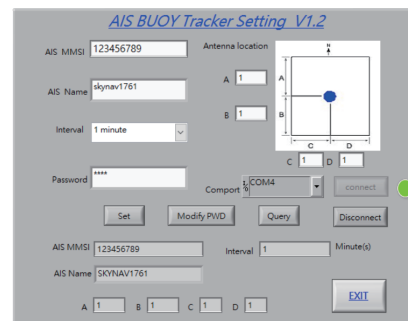 AIS BUOY Tracker Setting V1.2
AIS MMSI 123456789
Antenna location
N
AIS Name skynav1761
A 1
B 1
A
B
C D
Interval 1 minute
C 1 D 1
Password ****
Comport COM4 connect
Set Modify PWD Query Disconnect
AIS MMSI 123456789 Interval 1 Minute(s)
AIS Name SKYNAV1761
A 1 B 1 C 1 D 1
EXIT